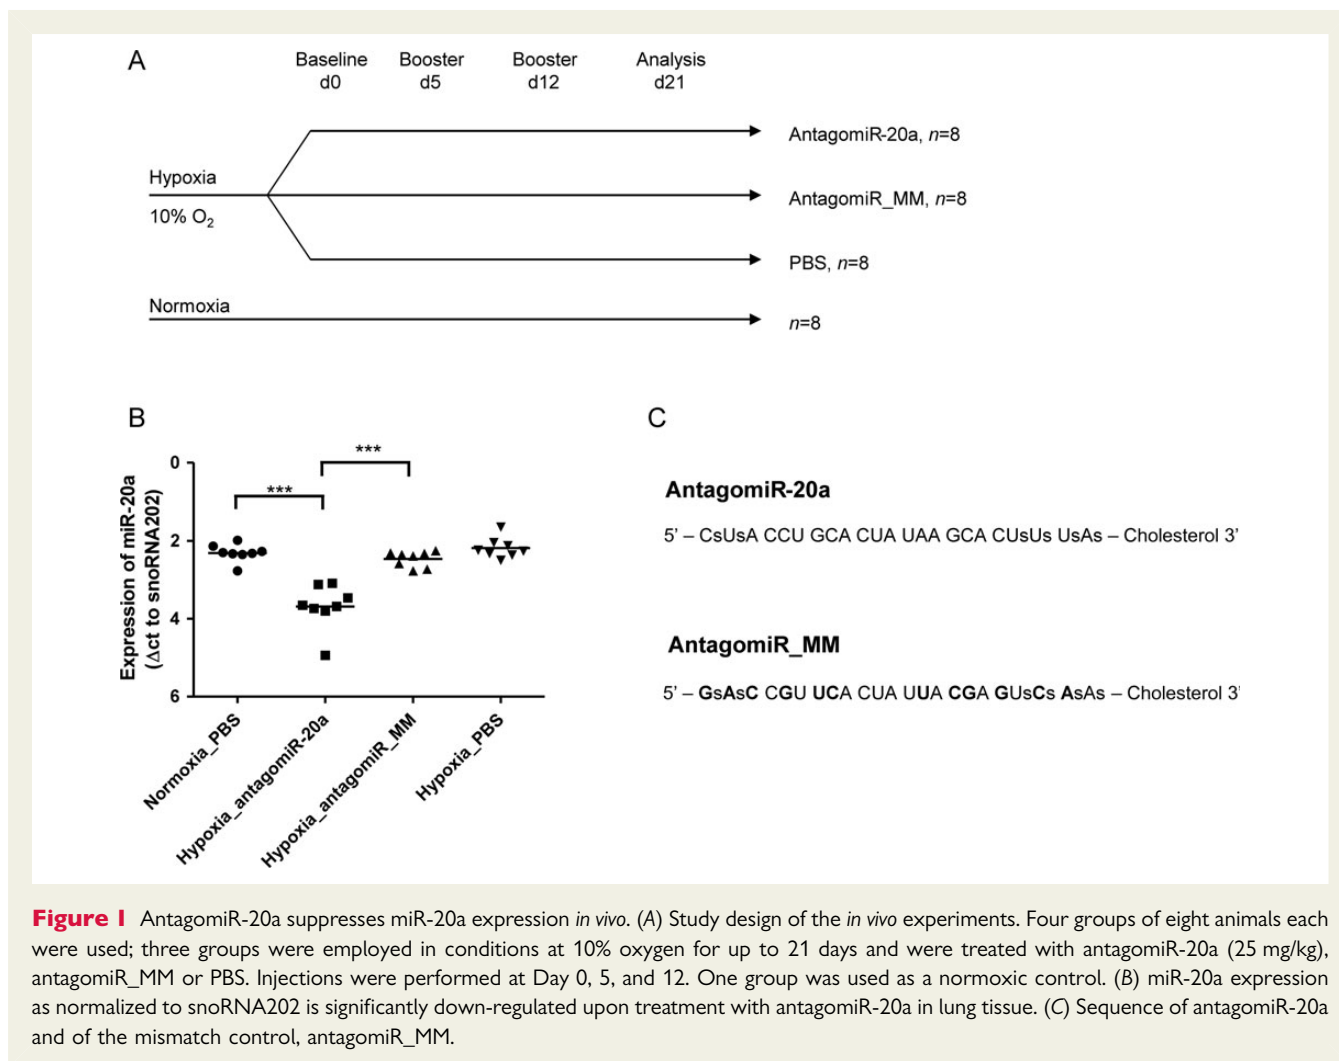 A
Baseline Booster Booster Analysis
d0 d5 d12 d21
AntagomiR-20a, n=8
Hypoxia
10% O₂
AntagomiR_MM, n=8
PBS, n=8
Normoxia
n=8
B
Expression of miR-20a
(Δct to snoRNA202)
0
2
4
6
***
***
Normoxia_PBS
Hypoxia_antagomiR-20a
Hypoxia_antagomiR_MM
Hypoxia_PBS
C
AntagomiR-20a
5' – CsUsA CCU GCA CUA UAA GCA CUsUs UsAs – Cholesterol 3'
AntagomiR_MM
5' – GsAsC CGU UCA CUA UUA CGA GUsCs AsAs – Cholesterol 3'
Figure 1 AntagomiR-20a suppresses miR-20a expression in vivo. (A) Study design of the in vivo experiments. Four groups of eight animals each
were used; three groups were employed in conditions at 10% oxygen for up to 21 days and were treated with antagomiR-20a (25 mg/kg),
antagomiR_MM or PBS. Injections were performed at Day 0, 5, and 12. One group was used as a normoxic control. (B) miR-20a expression
as normalized to snoRNA202 is significantly down-regulated upon treatment with antagomiR-20a in lung tissue. (C) Sequence of antagomiR-20a
and of the mismatch control, antagomiR_MM.